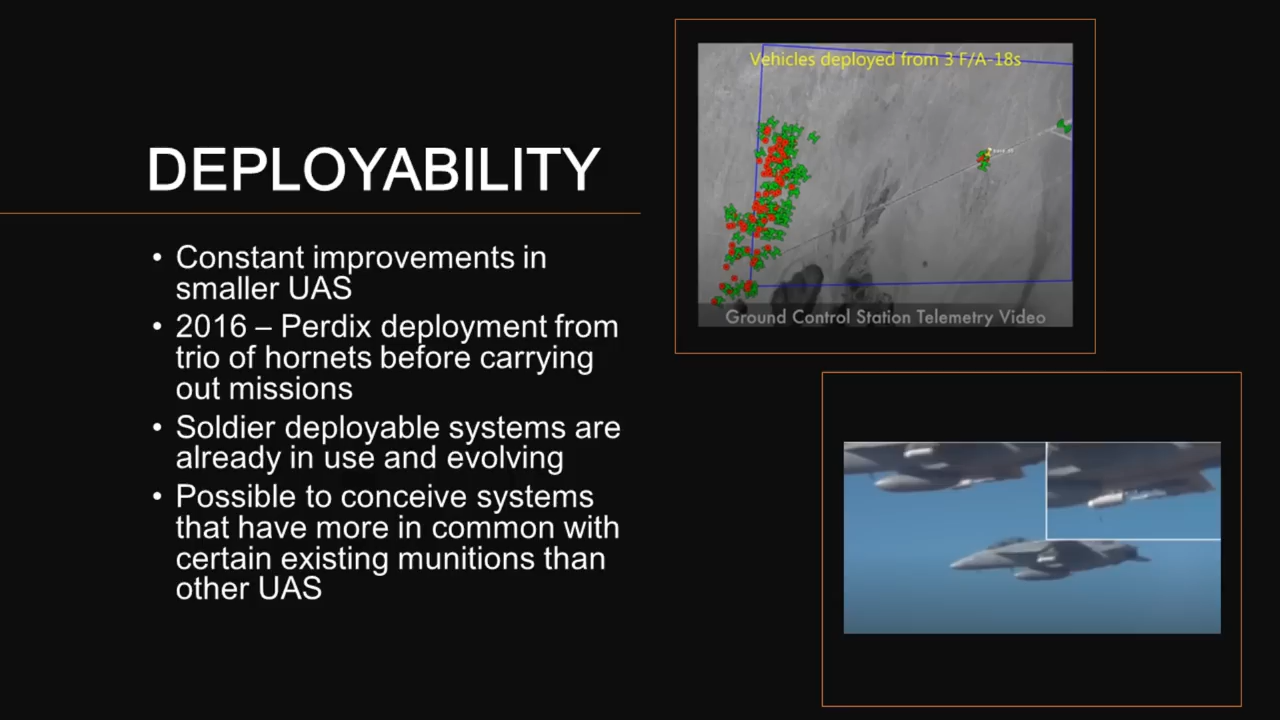 DEPLOYABILITY
• Constant improvements in
smaller UAS
• 2016 – Perdix deployment from
trio of hornets before carrying
out missions
• Soldier deployable systems are
already in use and evolving
• Possible to conceive systems
that have more in common with
certain existing munitions than
other UAS
Vehicles deployed from 3 F/A-18s
Ground Control Station Telemetry Video